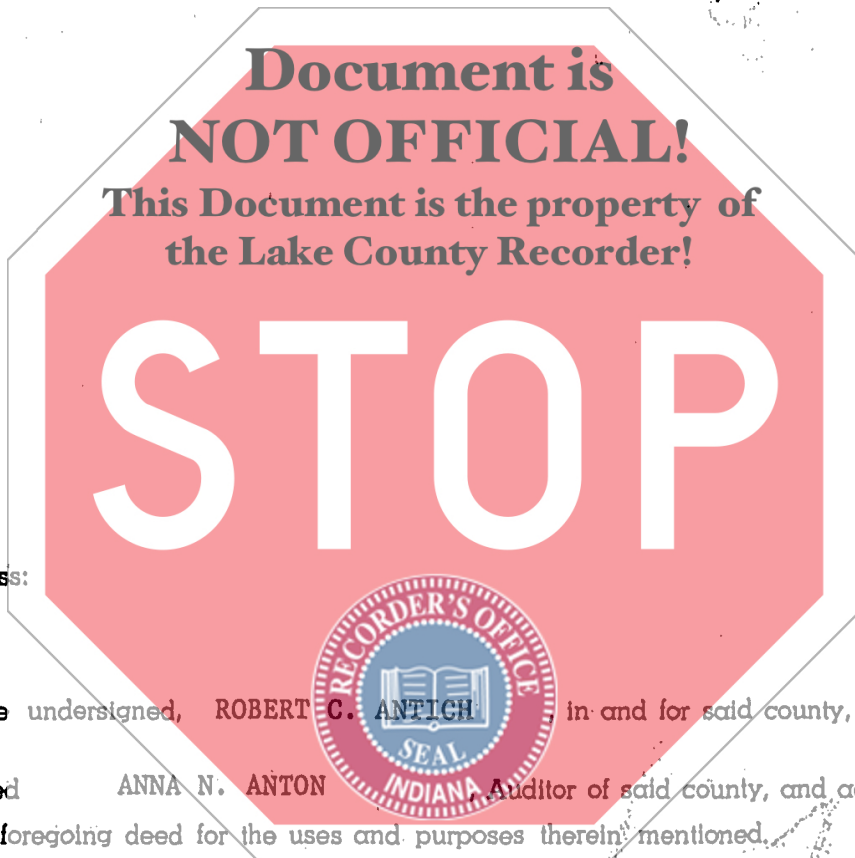 Document is
NOT OFFICIAL!
This Document is the property of
the Lake County Recorder!
STOP
ss:
RECORDER'S OFFICE
SEAL
INDIANA
undersigned, ROBERT C. ANTICH , in and for said county,
ANNA N. ANTON , Auditor of said county, and
foregoing deed for the uses and purposes therein mentioned.